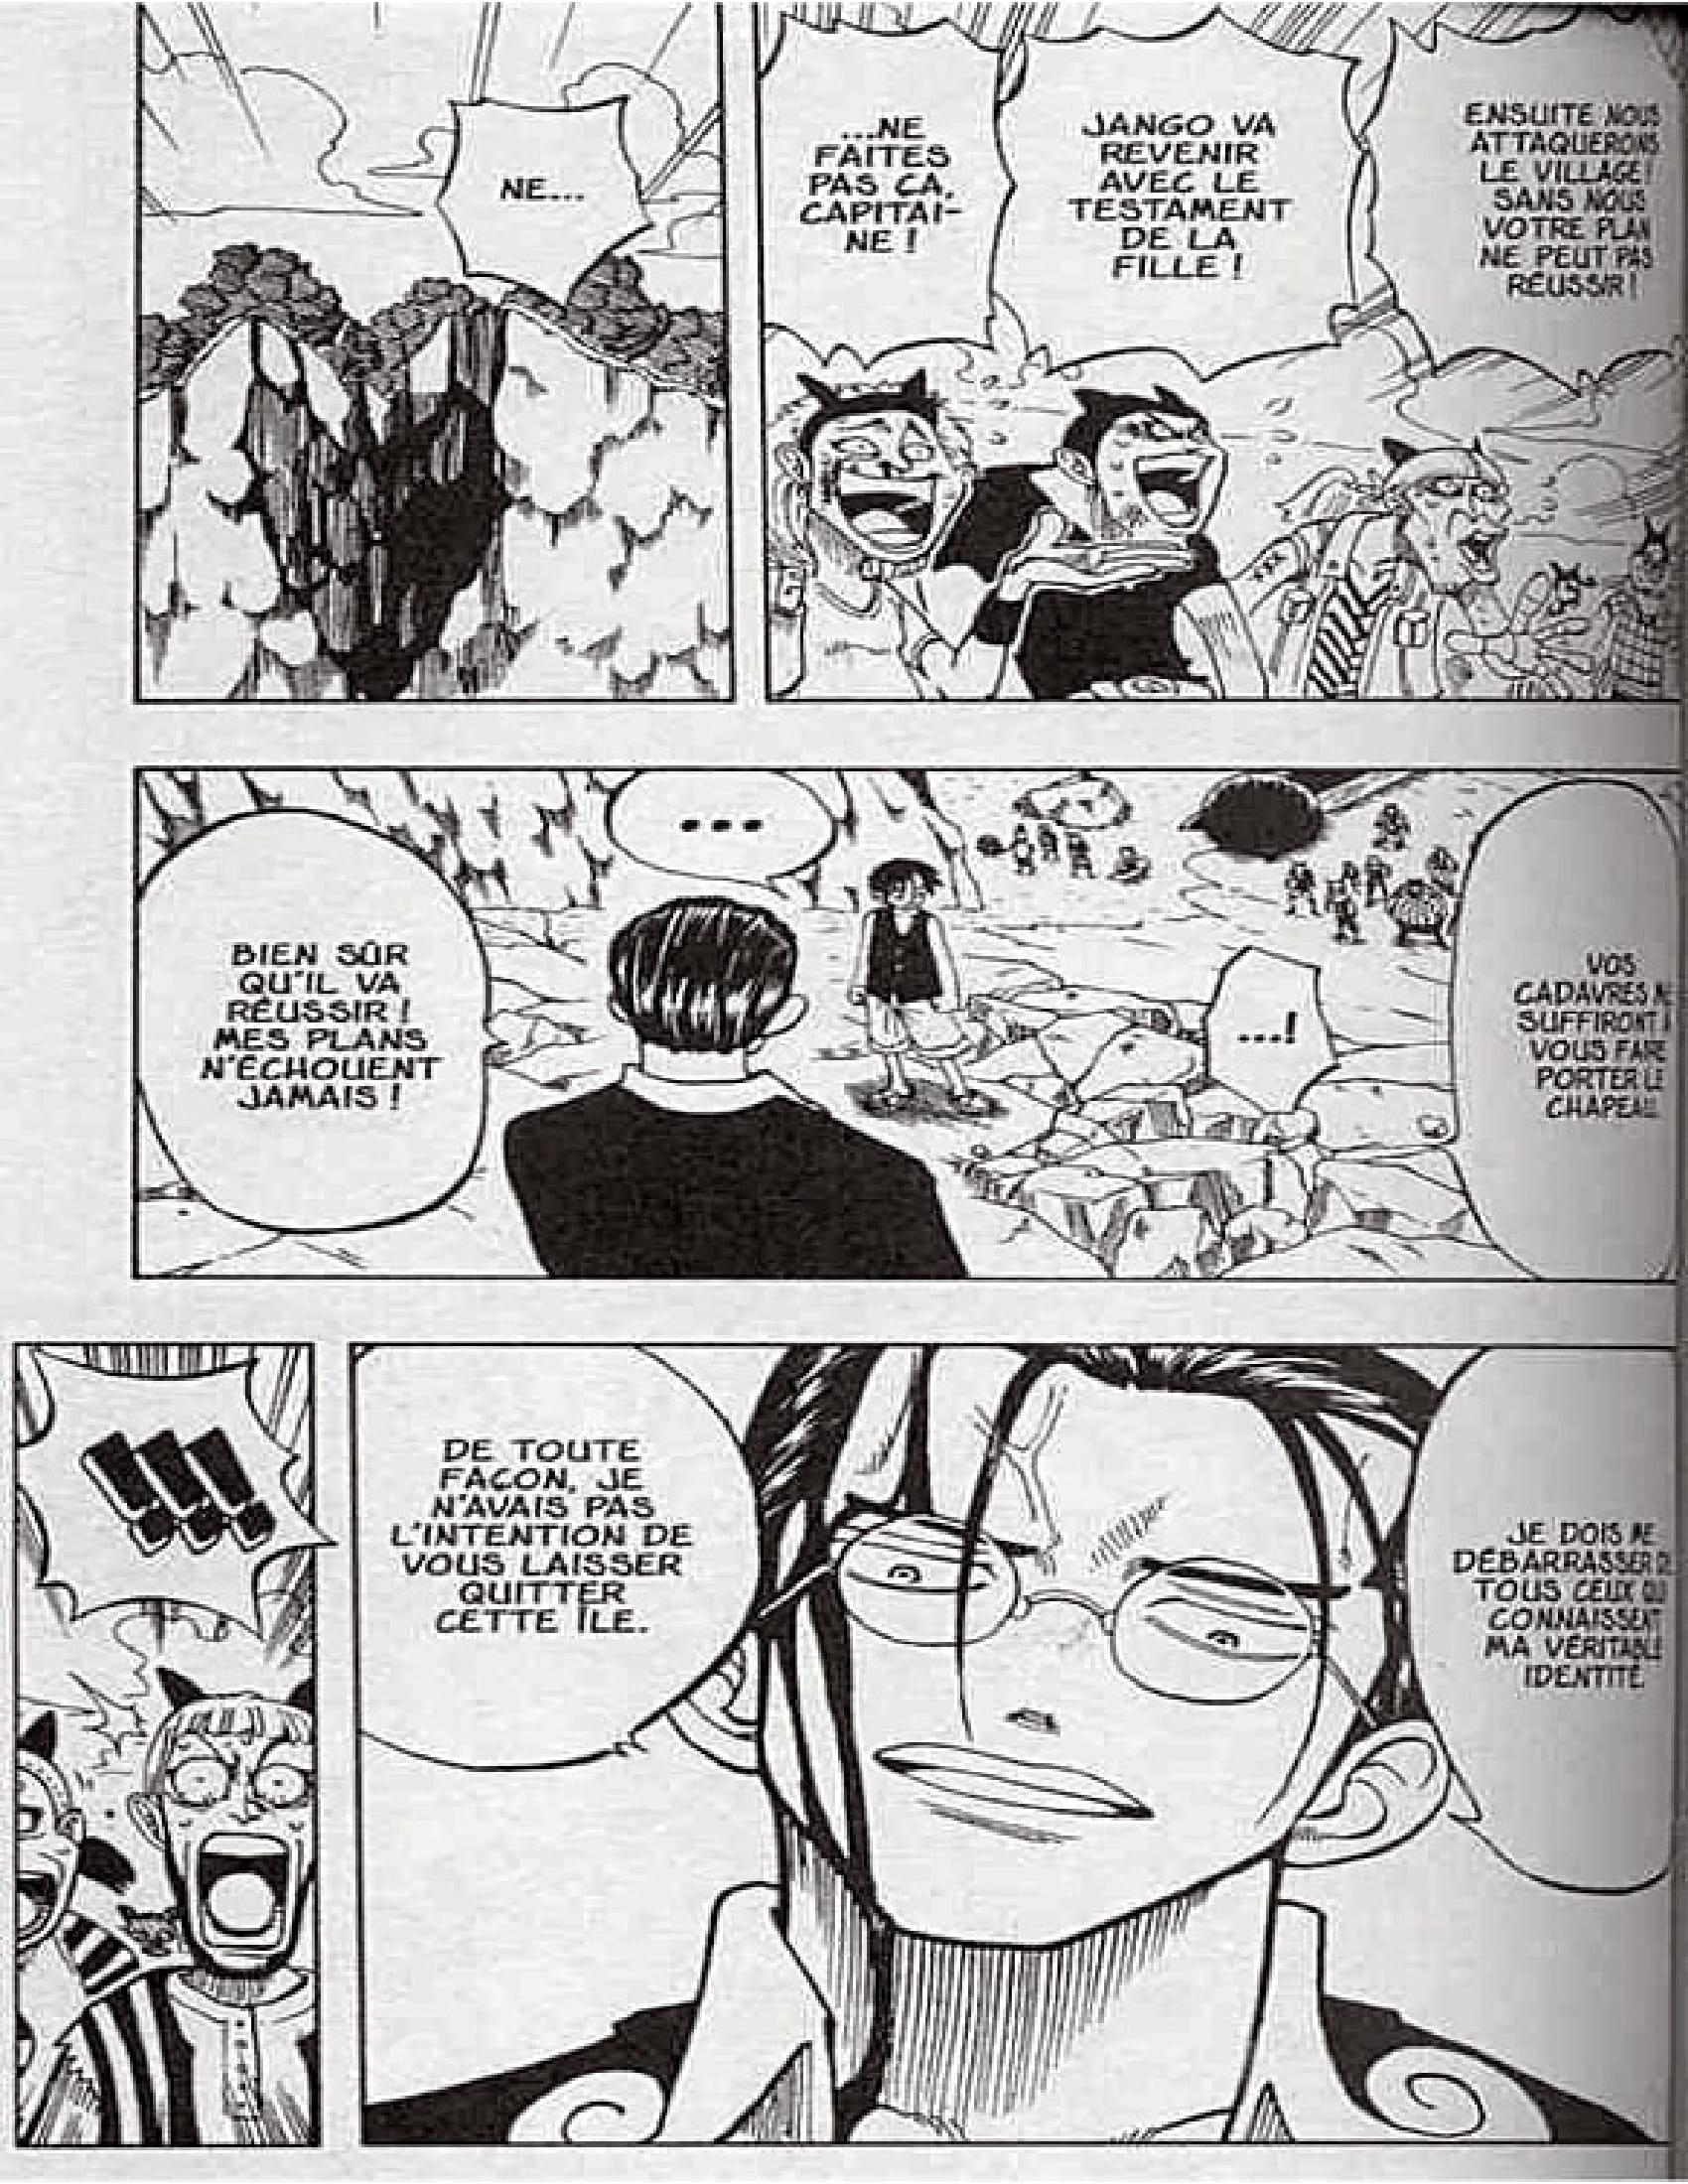 ENSUITE NOUS
ATTAQUERONS
LE VILLAGE!
SANS NOUS
VOTRE PLAN
NE PEUT PAS
RÉUSSIR!
JANGO VA
REVENIR
AVEC LE
TESTAMENT
DE LA
FILLE!
...NE
FAITES
PAS ÇA,
CAPITAI-
NE!
NE...
VOS
CADAVRES
SUFFIRONT À
VOUS FAIRE
PORTER LE
CHAPEAU.
...!
...
BIEN SÛR
QU'IL VA
RÉUSSIR!
MES PLANS
N'ÉCHOUENT
JAMAIS!
JE DOIS ME
DÉBARRASSER DE
TOUS CEUX QUI
CONNAISSENT
MA VÉRITABLE
IDENTITÉ.
DE TOUTE
FAÇON, JE
N'AVAIS PAS
L'INTENTION DE
VOUS LAISSER
QUITTER
CETTE ÎLE.
!!!